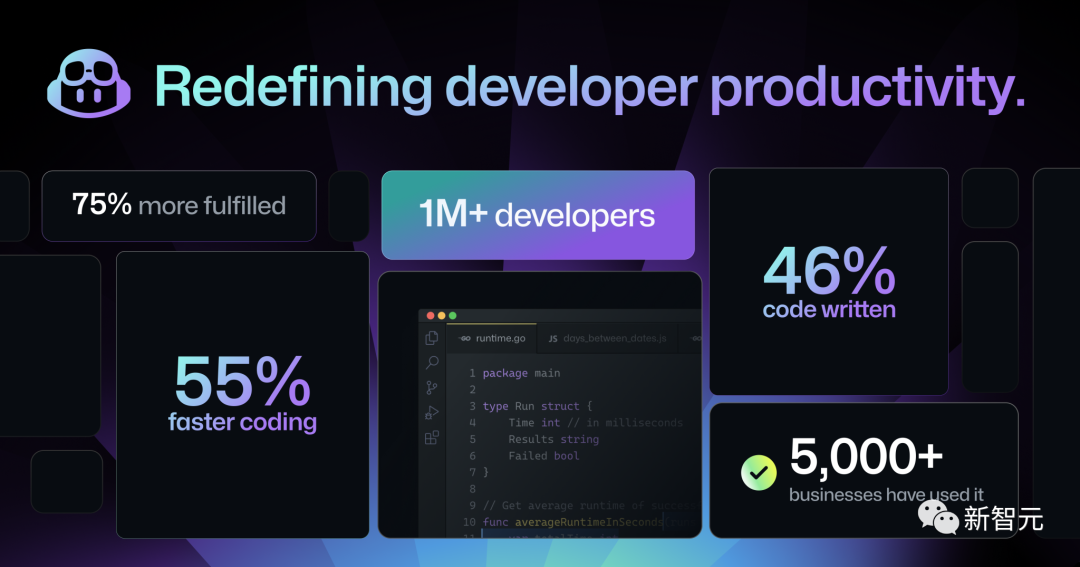 Redefining developer productivity.
75% more fulfilled
1M+ developers
46%
code written
55%
faster coding
runtime.go
JS days_between_dates.js
1 package main
2
3 type Run struct {
4 Time int // in milliseconds
5 Results string
6 Failed bool
7 }
8
9 // Get average runtime of
10 func averageRuntimeInSeconds
11
5,000+
businesses have used it
新智元